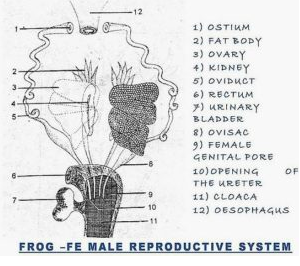 12
1
1) OSTIUM
2) FAT BODY
3) OVARY
4) KIDNEY
5) OVIDUCT
6) RECTUM
7) URINARY
BLADDER
8) OVISAC
9) FEMALE
GENITAL PORE
10)OPENING OF
THE URETER
11) CLOACA
12) OESOPHAGUS
2
3
4
5
6
7
8
9
10
11
FROG –FE MALE REPRODUCTIVE SYSTEM